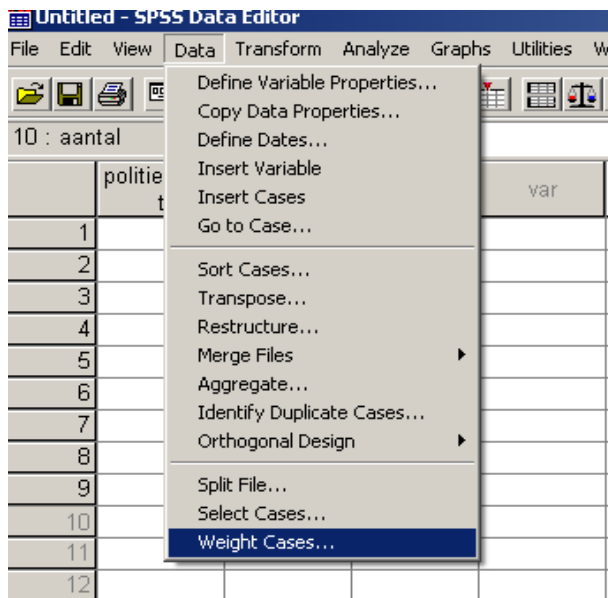 Untitled - SPSS Data Editor
File Edit View Data Transform Analyze Graphs Utilities
10 : aantal
politie
t
var
Define Variable Properties...
Copy Data Properties...
Define Dates...
Insert Variable
Insert Cases
Go to Case...
Sort Cases...
Transpose...
Restructure...
Merge Files
Aggregate...
Identify Duplicate Cases...
Orthogonal Design
Split File...
Select Cases...
Weight Cases...
1
2
3
4
5
6
7
8
9
10
11
12